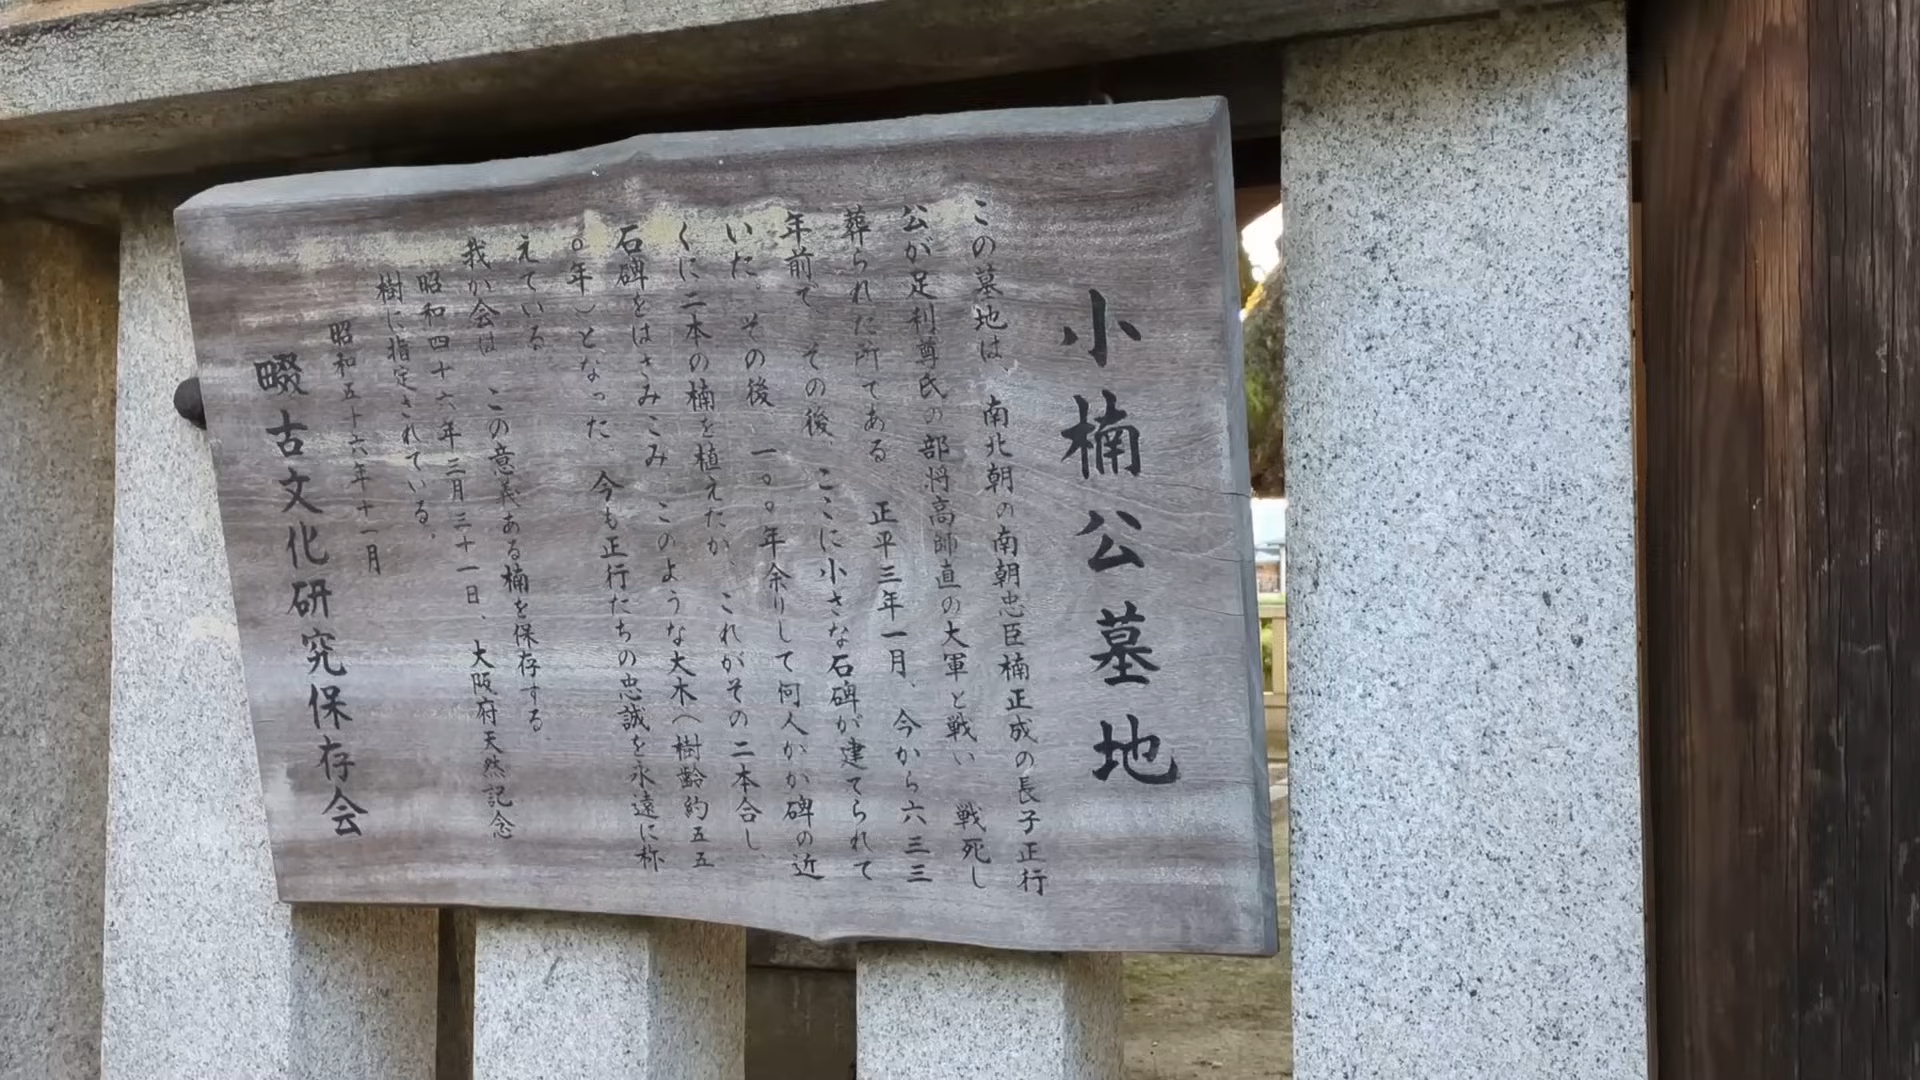 小楠公墓地
この墓地は、南北朝の南朝忠臣楠正成の長子正行
公が足利尊氏の部将高師直の大軍と戦い 戦死し
葬られた所である 正平三年一月、今から六三三
年前で その後、ここに小さな石碑が建てられて
いた。その後 一〇〇年余りして何人かが碑の近
くに二本の楠を植えたが、これがその二本合し
石碑をはさみこみ このような大木(樹齢約五五
〇年)となった 今も正行たちの忠誠を永遠に称
えている
我が会は この意義ある楠を保存する
昭和四十六年三月三十一日、大阪府天然記念
樹に指定されている。
昭和五十六年十一月
畷古文化研究保存会